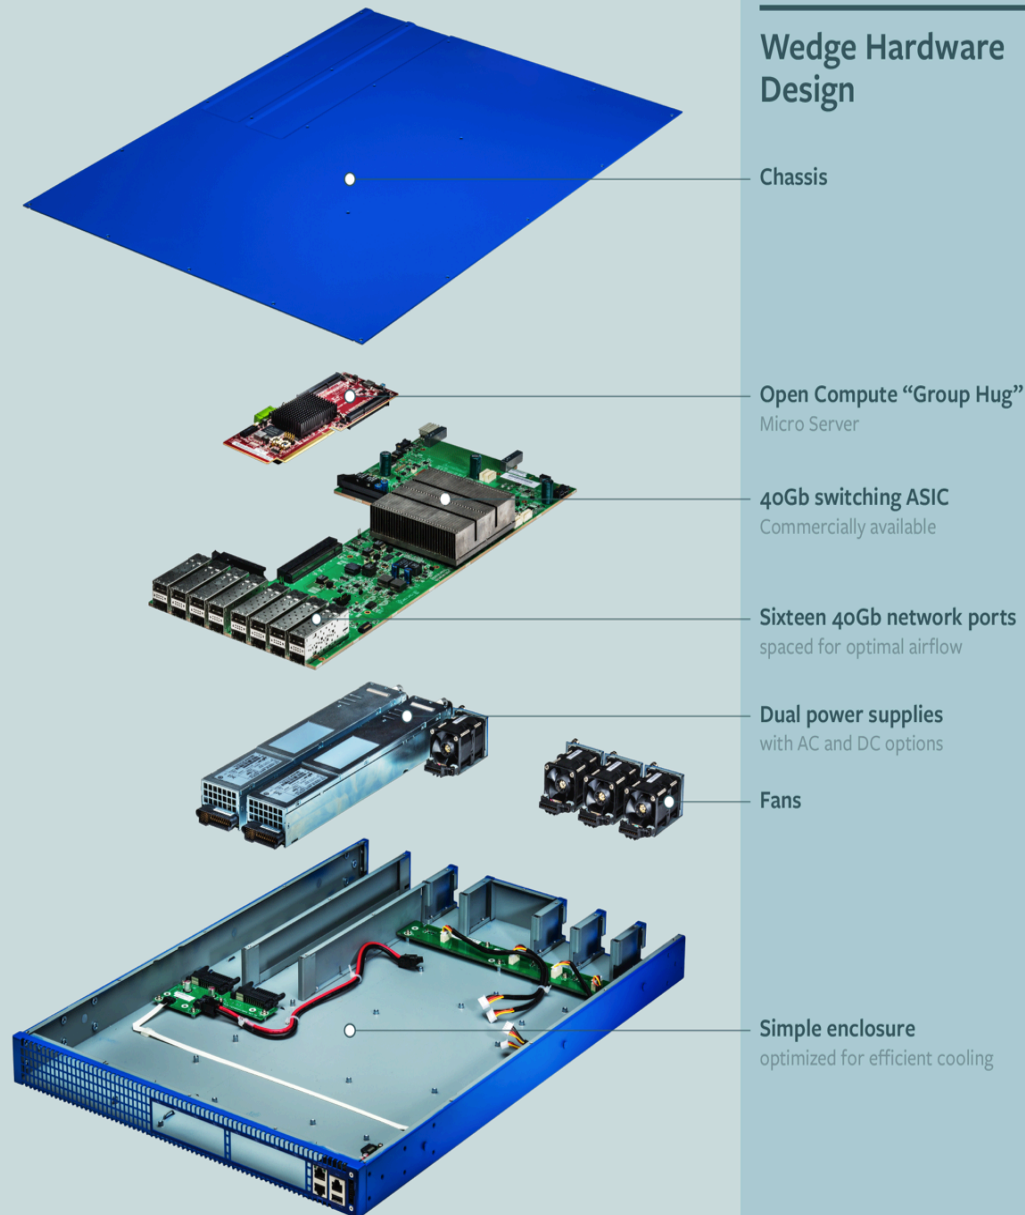 Wedge Hardware
Design
Chassis
Open Compute “Group Hug”
Micro Server
40Gb switching ASIC
Commercially available
Sixteen 40Gb network ports
spaced for optimal airflow
Dual power supplies
with AC and DC options
Fans
Simple enclosure
optimized for efficient cooling